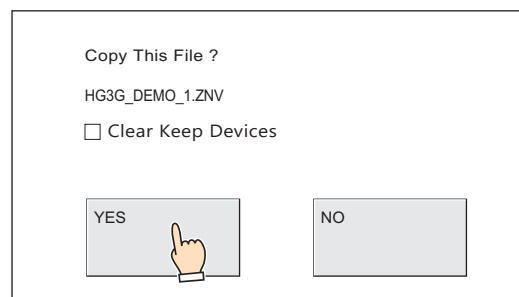 Copy This File ?
HG3G_DEMO_1.ZNV
Clear Keep Devices
YES
NO